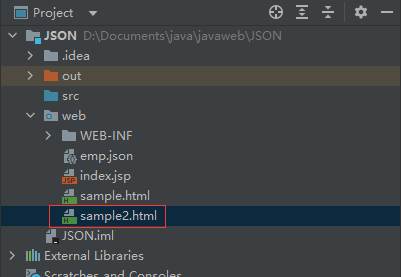 Project
JSON D:\Documents\java\javaweb\JSON
.idea
out
src
web
WEB-INF
emp.json
index.jsp
JSP
sample.html
H
sample2.html
H
JSON.iml
External Libraries
Scratches and Consoles